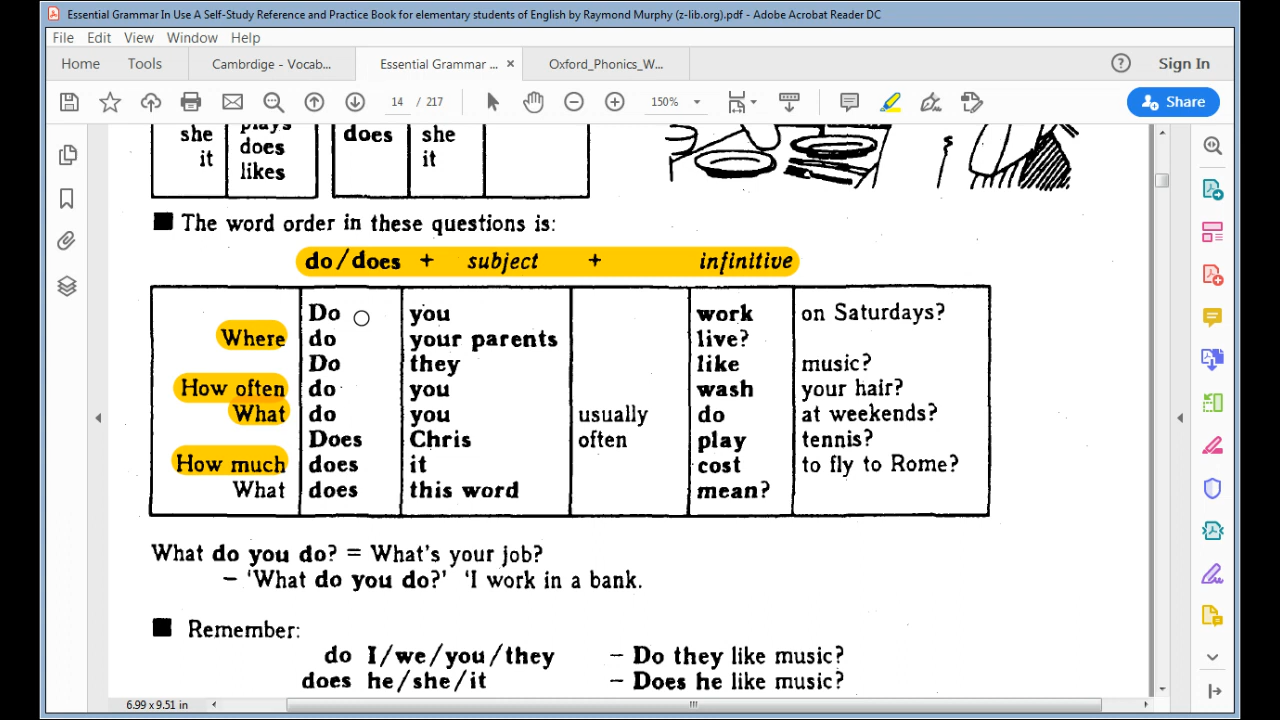 Essential Grammar In Use A Self-Study Reference and Practice Book for elementary students of English by Raymond Murphy (z-lib.org).pdf - Adobe Acrobat Reader DC
File Edit View Window Help
Home Tools Cambrdige - Vocab... Essential Grammar ... × Oxford_Phonics_W... Sign In
14 / 217 150% Share
she plays does she
it does it
likes
■ The word order in these questions is:
do/does + subject + infinitive
Do you work on Saturdays?
Where do your parents live?
Do they like music?
How often do you wash your hair?
What do you usually do at weekends?
Does Chris often play tennis?
How much does it cost to fly to Rome?
What does this word mean?
What do you do? = What's your job?
– 'What do you do?' 'I work in a bank.
■ Remember:
do I/we/you/they – Do they like music?
does he/she/it – Does he like music?
6.99 x 9.51 in